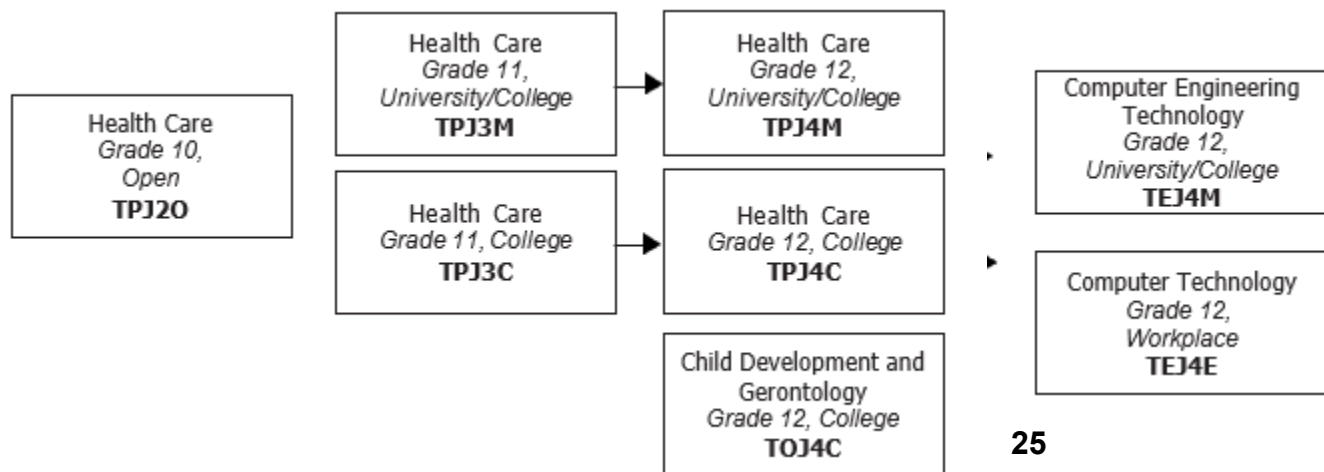 Health Care
Grade 10,
Open
TPJ2O
Health Care
Grade 11,
University/College
TPJ3M
Health Care
Grade 11, College
TPJ3C
Health Care
Grade 12,
University/College
TPJ4M
Health Care
Grade 12, College
TPJ4C
Child Development and
Gerontology
Grade 12, College
TOJ4C
Computer Engineering
Technology
Grade 12,
University/College
TEJ4M
Computer Technology
Grade 12,
Workplace
TEJ4E
25